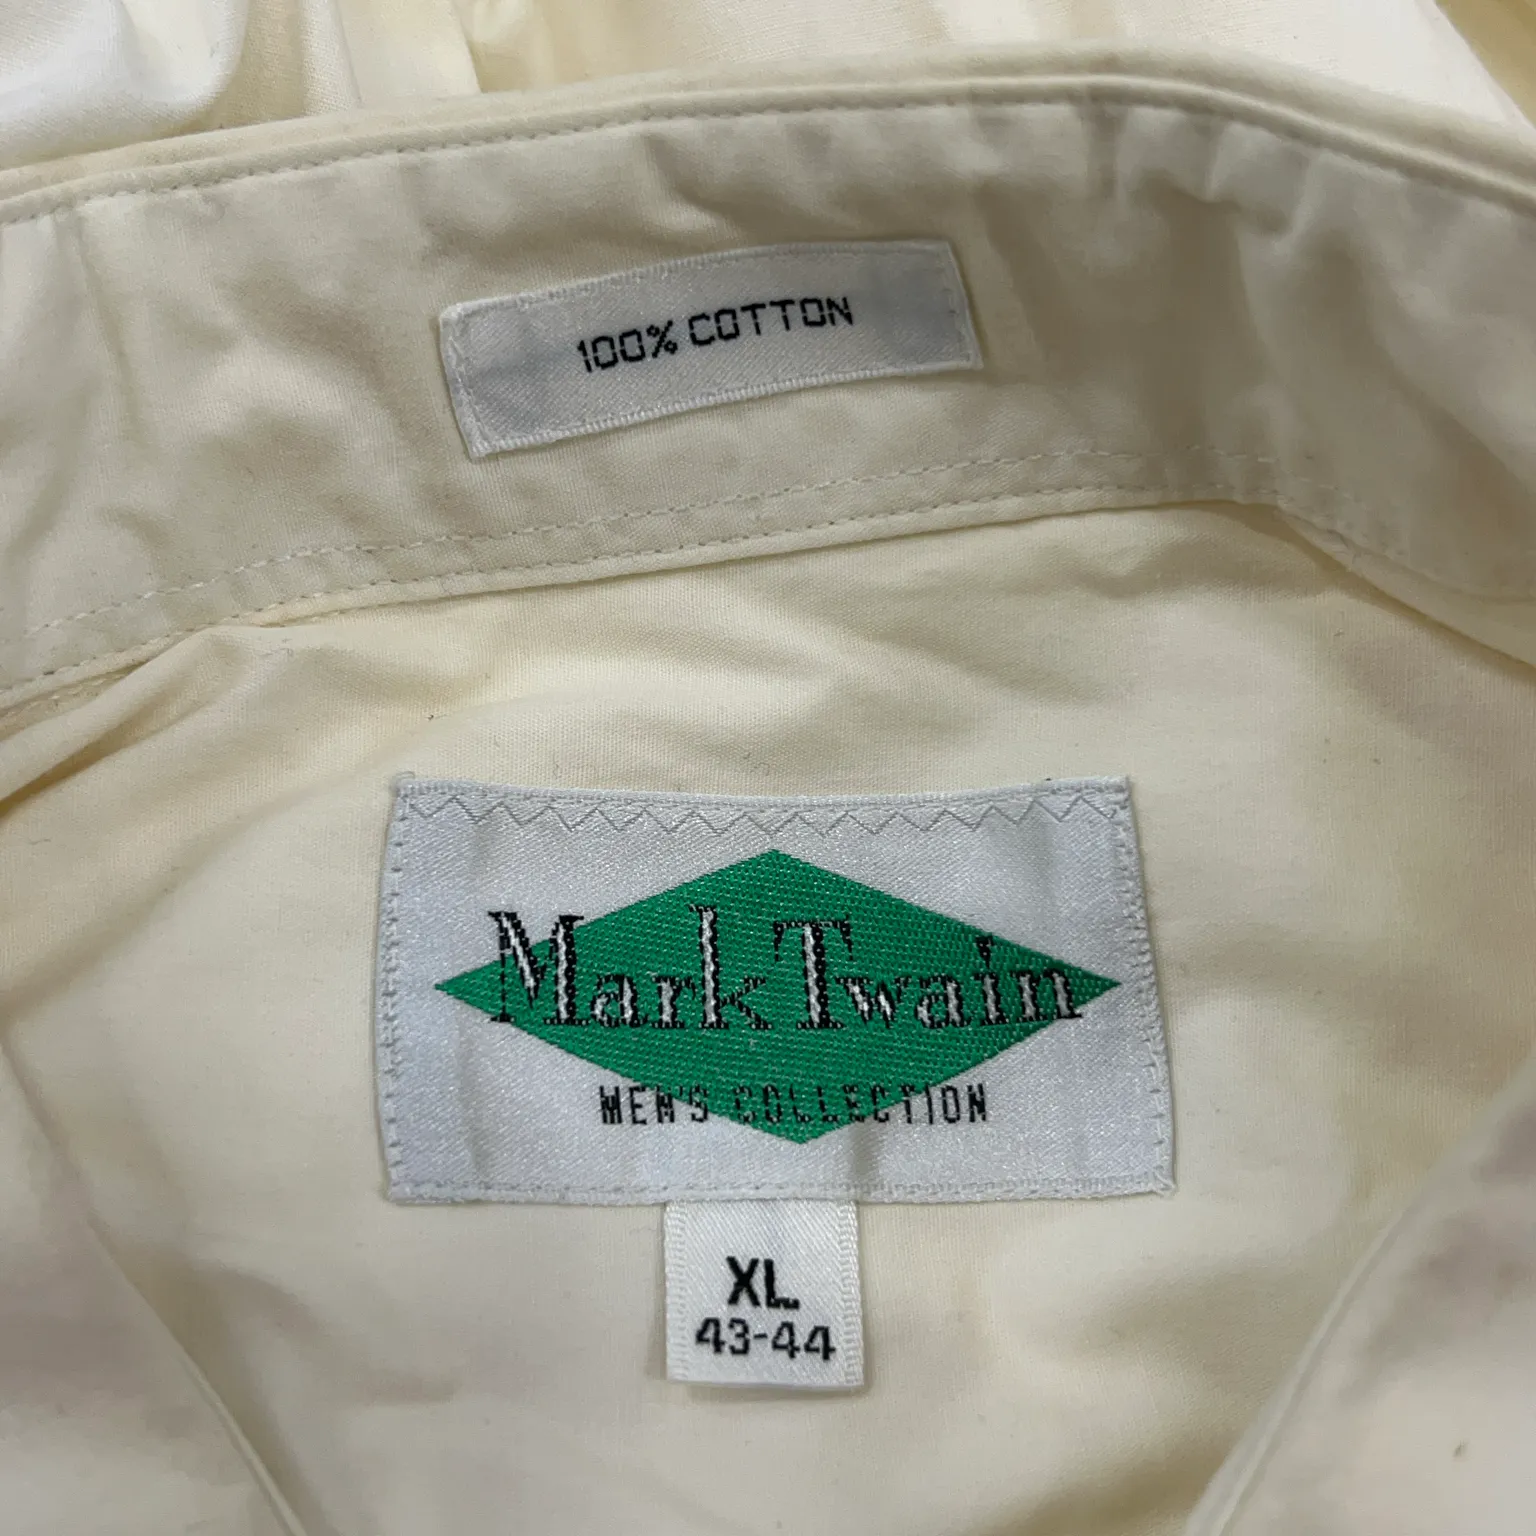 100% COTTON
Mark Twain
MEN'S COLLECTION
XL
43-44